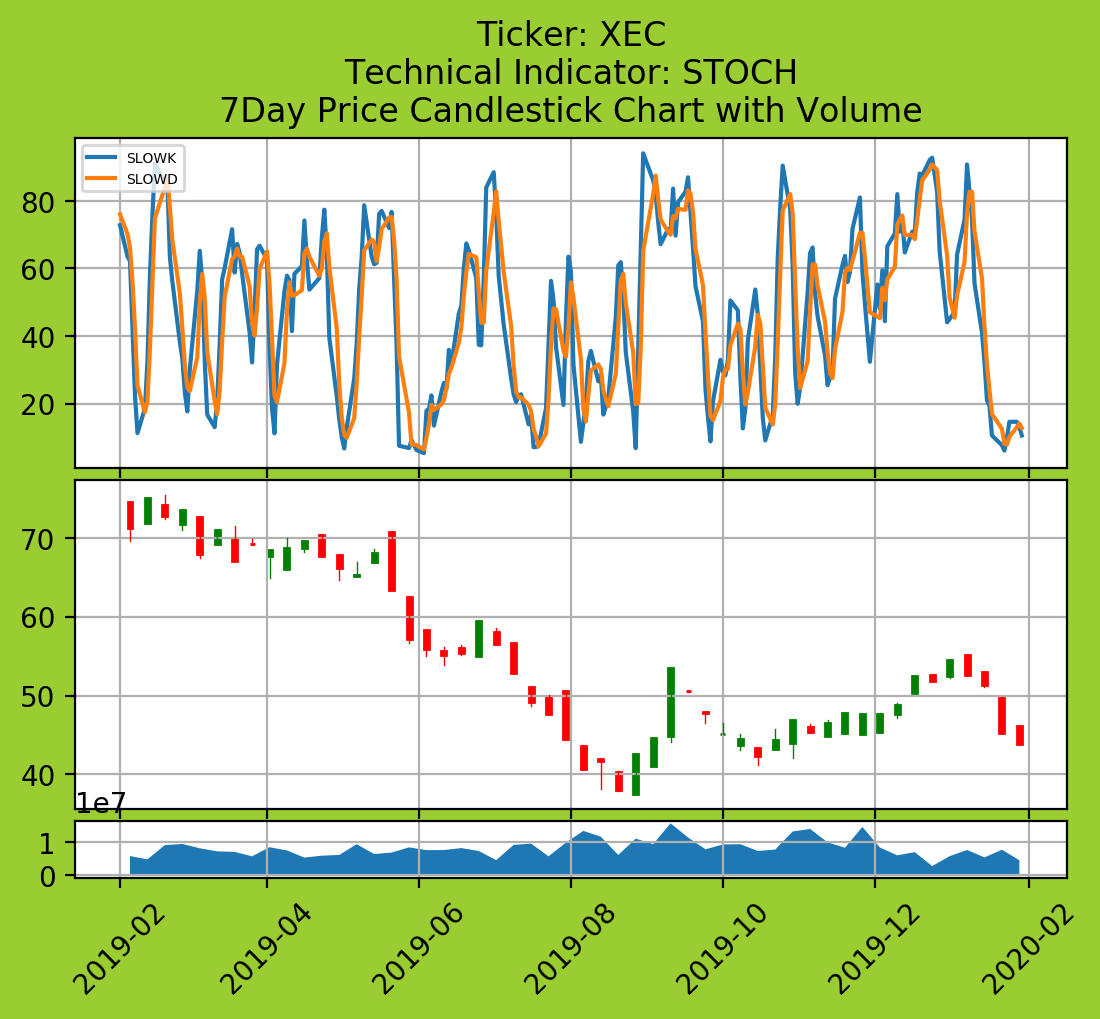 Ticker: XEC
Technical Indicator: STOCH
7Day Price Candlestick Chart with Volume
SLOWK
SLOWD
80
60
40
20
70
60
50
40
1e7
1
0
2019-02
2019-04
2019-06
2019-08
2019-10
2019-12
2020-02